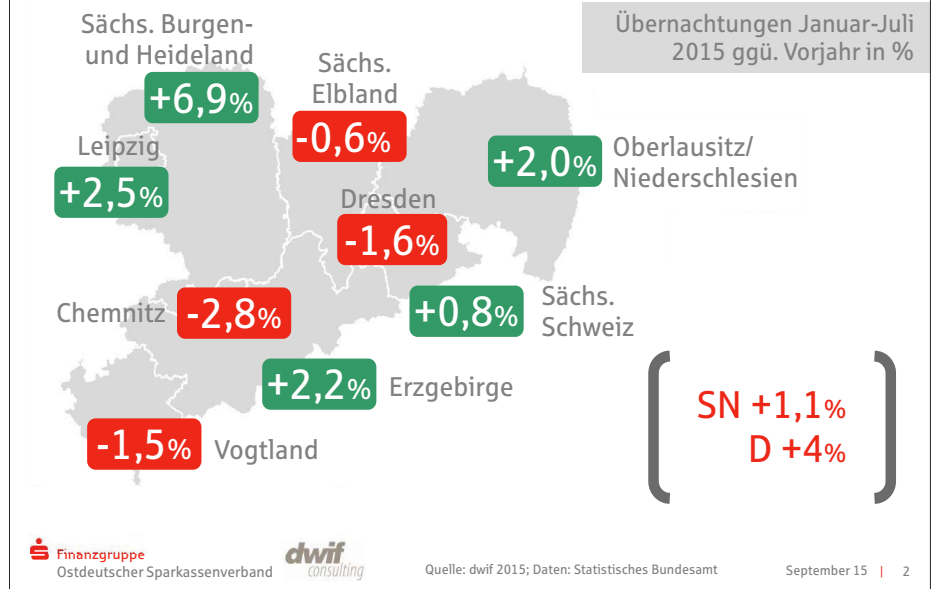 Übernachtungen Januar-Juli
2015 ggü. Vorjahr in %
Sächs. Burgen-
und Heideland
+6,9%
Sächs.
Elbland
-0,6%
Leipzig
+2,5%
+2,0%
Oberlausitz/
Niederschlesien
Dresden
-1,6%
Chemnitz
-2,8%
+0,8%
Sächs.
Schweiz
+2,2%
Erzgebirge
-1,5%
Vogtland
SN +1,1%
D +4%
Finanzgruppe
Ostdeutscher Sparkassenverband
dwif
consulting
Quelle: dwif 2015; Daten: Statistisches Bundesamt
September 15 | 2